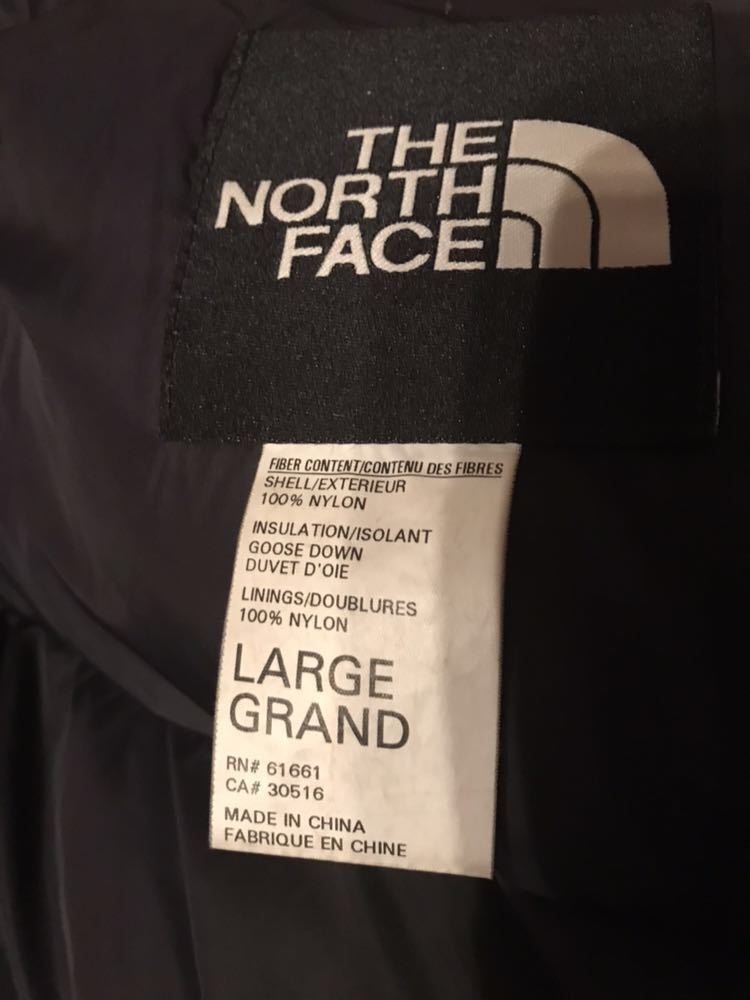 THE
NORTH
FACE
FIBER CONTENT/CONTENU DES FIBRES
SHELL/EXTERIEUR
100% NYLON
INSULATION/ISOLANT
GOOSE DOWN
DUVET D'OIE
LININGS/DOUBLURES
100% NYLON
LARGE
GRAND
RN# 61661
CA# 30516
MADE IN CHINA
FABRIQUE EN CHINE